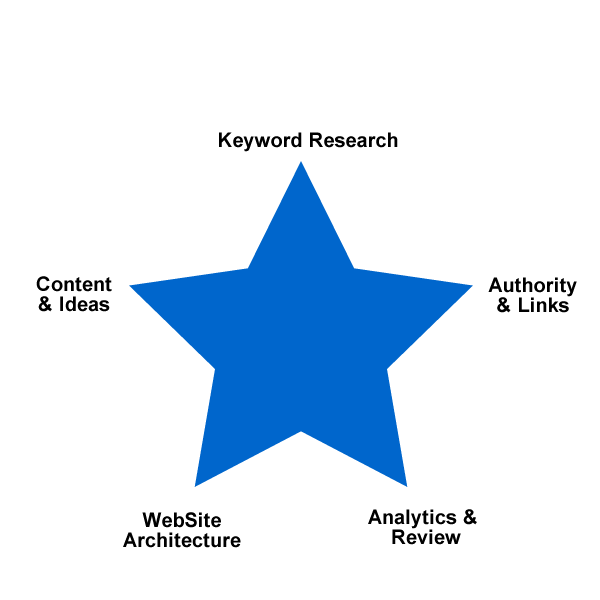 Keyword Research
Content
& Ideas
Authority
& Links
WebSite
Architecture
Analytics &
Review